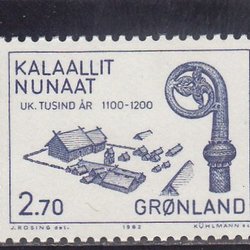 KALAALLIT
NUNAAT
UK. TUSIND ÅR 1100-1200
2.70 GRØNLAND
J. ROSING del. 1982 KÜHLMANN sc.